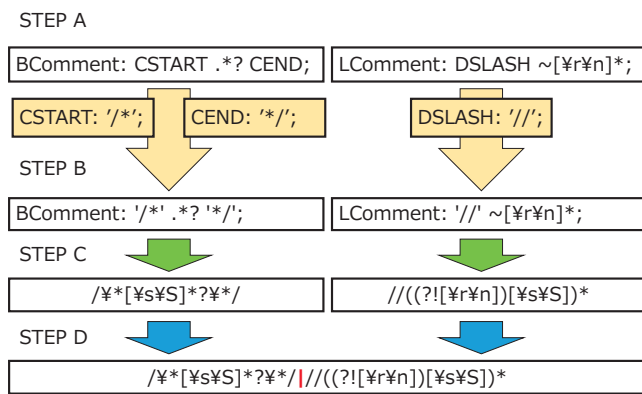 STEP A
BComment: CSTART .*? CEND; LComment: DSLASH ~[¥r¥n]*;
CSTART: '/*'; CEND: '*/'; DSLASH: '//';
STEP B
BComment: '/*' .*? '*/'; LComment: '//' ~[¥r¥n]*;
STEP C
/¥*[¥s¥S]*?¥*/ //((?![¥r¥n])[¥s¥S])*
STEP D
/¥*[¥s¥S]*?¥*/|//((?![¥r¥n])[¥s¥S])*